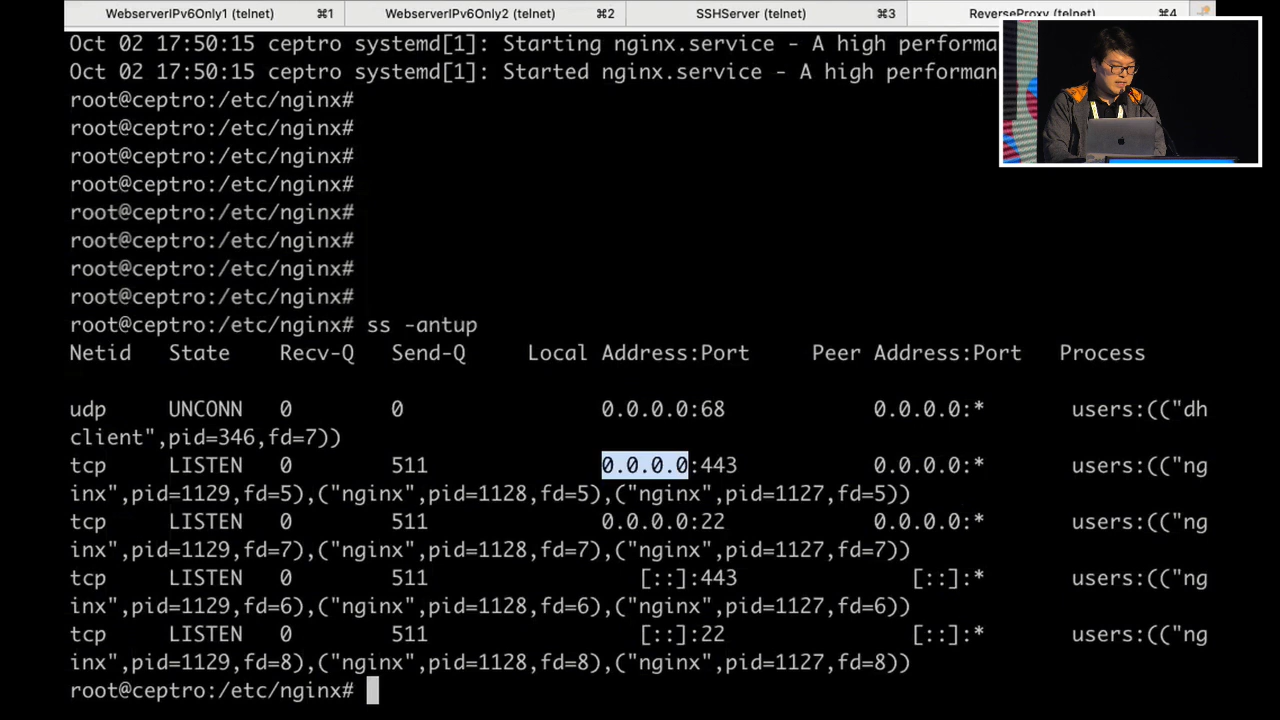 WebserverIPv6Only1 (telnet) ⌘1 WebserverIPv6Only2 (telnet) ⌘2 SSHServer (telnet) ⌘3 ReverseProxy (telnet) ⌘4
Oct 02 17:50:15 ceptro systemd[1]: Starting nginx.service - A high performa
Oct 02 17:50:15 ceptro systemd[1]: Started nginx.service - A high performan
root@ceptro:/etc/nginx#
root@ceptro:/etc/nginx#
root@ceptro:/etc/nginx#
root@ceptro:/etc/nginx#
root@ceptro:/etc/nginx#
root@ceptro:/etc/nginx#
root@ceptro:/etc/nginx#
root@ceptro:/etc/nginx#
root@ceptro:/etc/nginx# ss -antup
Netid State Recv-Q Send-Q Local Address:Port Peer Address:Port Process
udp UNCONN 0 0 0.0.0.0:68 0.0.0.0:* users:(("dh
client",pid=346,fd=7))
tcp LISTEN 0 511 0.0.0.0:443 0.0.0.0:* users:(("ng
inx",pid=1129,fd=5),("nginx",pid=1128,fd=5),("nginx",pid=1127,fd=5))
tcp LISTEN 0 511 0.0.0.0:22 0.0.0.0:* users:(("ng
inx",pid=1129,fd=7),("nginx",pid=1128,fd=7),("nginx",pid=1127,fd=7))
tcp LISTEN 0 511 [::]:443 [::]:* users:(("ng
inx",pid=1129,fd=6),("nginx",pid=1128,fd=6),("nginx",pid=1127,fd=6))
tcp LISTEN 0 511 [::]:22 [::]:* users:(("ng
inx",pid=1129,fd=8),("nginx",pid=1128,fd=8),("nginx",pid=1127,fd=8))
root@ceptro:/etc/nginx#